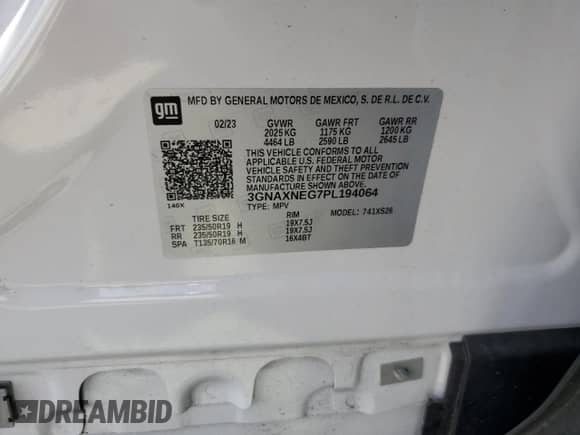 gm
MFD BY GENERAL MOTORS DE MEXICO, S. DE R.L. DE C.V.
02/23 GVWR GAWR FRT GAWR RR
2025 KG 1175 KG 1200 KG
4464 LB 2590 LB 2645 LB
THIS VEHICLE CONFORMS TO ALL
APPLICABLE U.S. FEDERAL MOTOR
VEHICLE SAFETY AND THEFT PREVENTION
STANDARDS IN EFFECT ON THE DATE OF
MANUFACTURE SHOWN ABOVE.
140X 3GNAXNEG7PL194064
TYPE: MPV
TIRE SIZE RIM MODEL: 741XS26
FRT 235/50R19 H 19X7.5J
RR 235/50R19 H 19X7.5J
SPA T135/70R16 M 16X4BT
DREAMBID